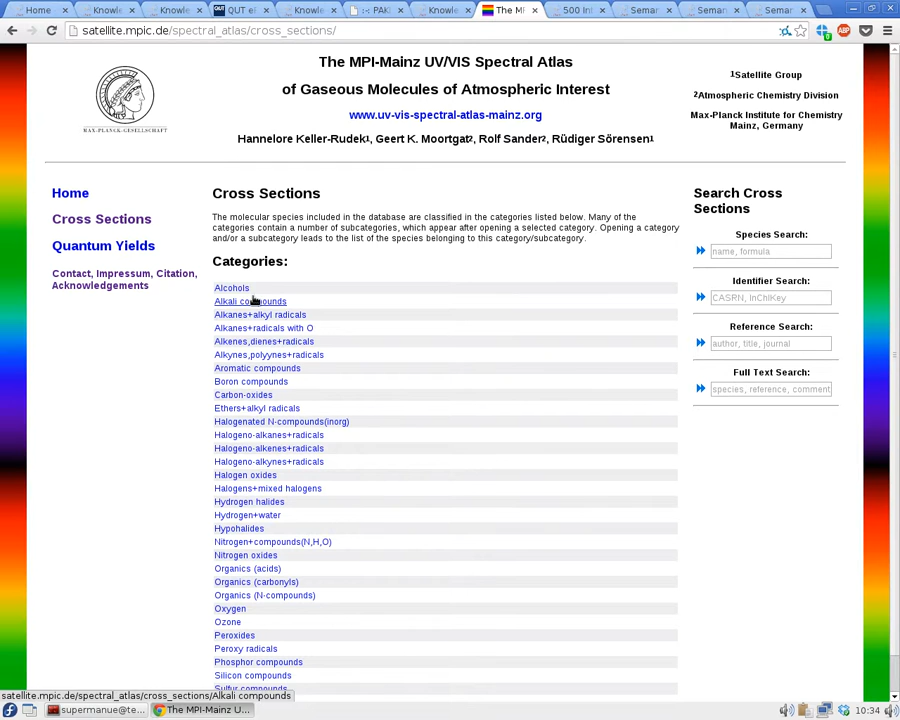 Home
Knowle
Knowle
QUT eP
Knowle
:-: PAK
Knowle
The MP
500 Int
Semar
Semar
Semar
satellite.mpic.de/spectral_atlas/cross_sections/
MAX-PLANCK-GESELLSCHAFT
The MPI-Mainz UV/VIS Spectral Atlas
of Gaseous Molecules of Atmospheric Interest
www.uv-vis-spectral-atlas-mainz.org
Hannelore Keller-Rudek1, Geert K. Moortgat2, Rolf Sander2, Rüdiger Sörensen1
1Satellite Group
2Atmospheric Chemistry Division
Max-Planck Institute for Chemistry
Mainz, Germany
Home
Cross Sections
Quantum Yields
Contact, Impressum, Citation,
Acknowledgements
Cross Sections
The molecular species included in the database are classified in the categories listed below. Many of the
categories contain a number of subcategories, which appear after opening a selected category. Opening a category
and/or a subcategory leads to the list of the species belonging to this category/subcategory.
Categories:
Alcohols
Alkali compounds
Alkanes+alkyl radicals
Alkanes+radicals with O
Alkenes,dienes+radicals
Alkynes,polyynes+radicals
Aromatic compounds
Boron compounds
Carbon-oxides
Ethers+alkyl radicals
Halogenated N-compounds(inorg)
Halogeno-alkanes+radicals
Halogeno-alkenes+radicals
Halogeno-alkynes+radicals
Halogen oxides
Halogens+mixed halogens
Hydrogen halides
Hydrogen+water
Hypohalides
Nitrogen+compounds(N,H,O)
Nitrogen oxides
Organics (acids)
Organics (carbonyls)
Organics (N-compounds)
Oxygen
Ozone
Peroxides
Peroxy radicals
Phosphor compounds
Silicon compounds
Sulfur compounds
Search Cross
Sections
Species Search:
name, formula
Identifier Search:
CASRN, InChIKey
Reference Search:
author, title, journal
Full Text Search:
species, reference, comment
satellite.mpic.de/spectral_atlas/cross_sections/Alkali compounds
supermanue@te...
The MPI-Mainz U...
10:34